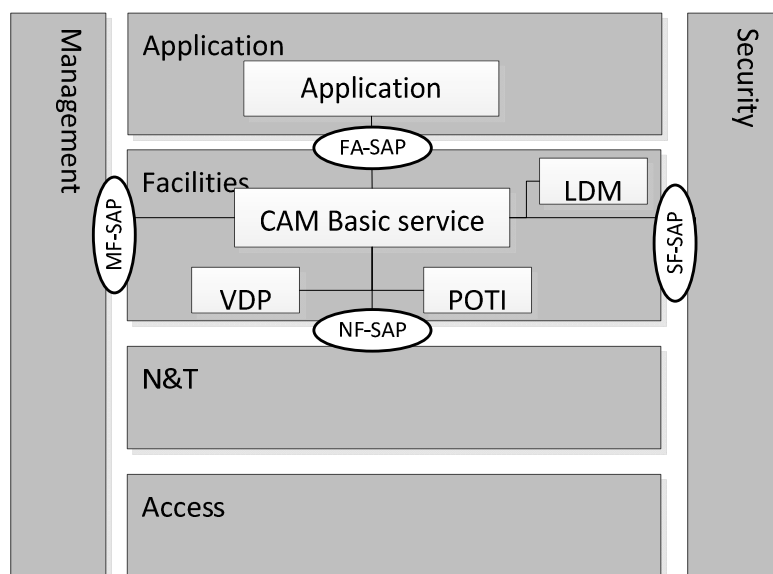 Management
Application
Application
Security
FA-SAP
Facilities
LDM
CAM Basic service
MF-SAP
SF-SAP
VDP
POTI
NF-SAP
N&T
Access